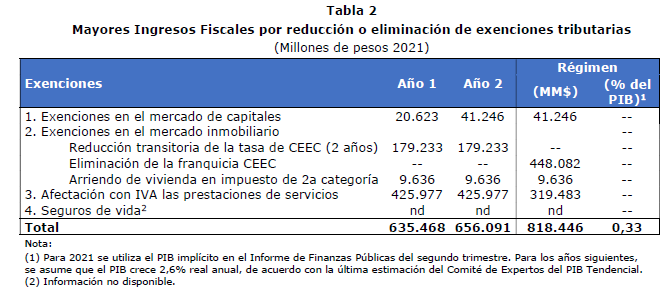 Tabla 2
Mayores Ingresos Fiscales por reducción o eliminación de exenciones tributarias
(Millones de pesos 2021)
Exenciones Año 1 Año 2 Régimen (MM$) (% del PIB)¹
1. Exenciones en el mercado de capitales 20.623 41.246 41.246 --
2. Exenciones en el mercado inmobiliario --
Reducción transitoria de la tasa de CEEC (2 años) 179.233 179.233 -- --
Eliminación de la franquicia CEEC -- -- 448.082 --
Arriendo de vivienda en impuesto de 2a categoría 9.636 9.636 9.636 --
3. Afectación con IVA las prestaciones de servicios 425.977 425.977 319.483 --
4. Seguros de vida² nd nd nd --
Total 635.468 656.091 818.446 0,33
Nota:
(1) Para 2021 se utiliza el PIB implícito en el Informe de Finanzas Públicas del segundo trimestre. Para los años siguientes,
se asume que el PIB crece 2,6% real anual, de acuerdo con la última estimación del Comité de Expertos del PIB Tendencial.
(2) Información no disponible.